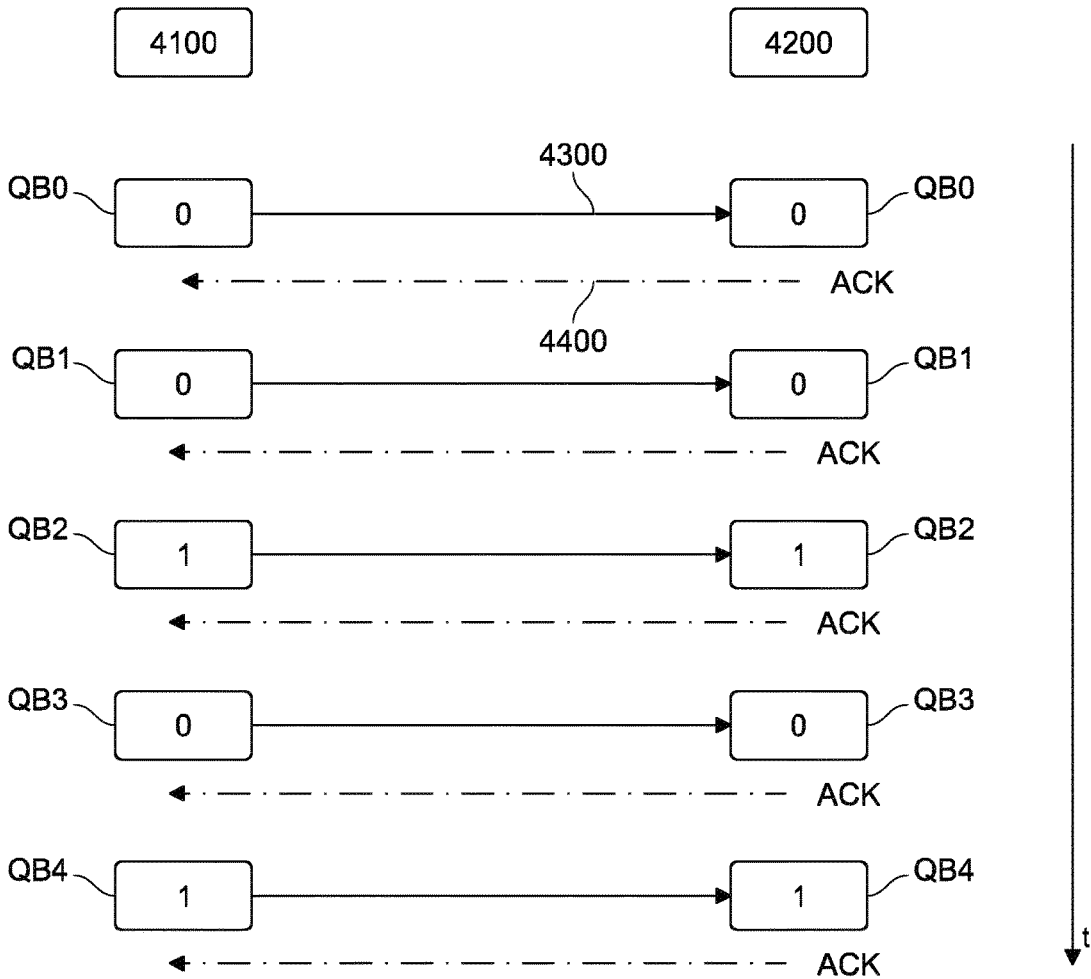 4100 4200
4300
QB0 0 0 QB0
ACK
4400
QB1 0 0 QB1
ACK
QB2 1 1 QB2
ACK
QB3 0 0 QB3
ACK
QB4 1 1 QB4
t
ACK